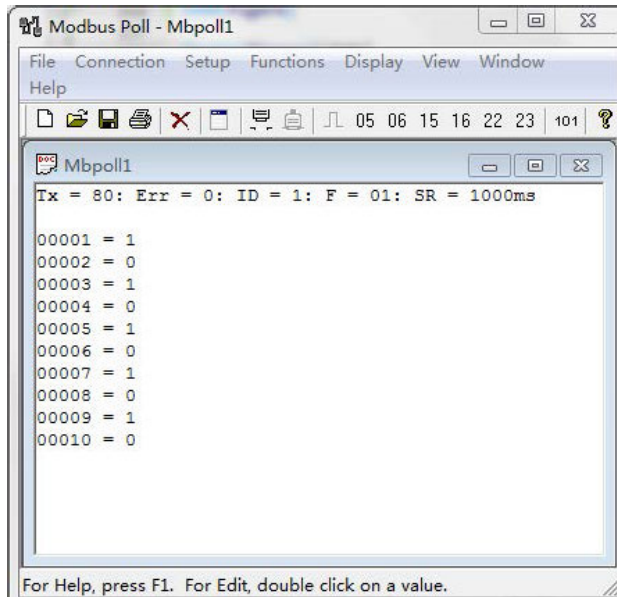 Modbus Poll - Mbpoll1
File Connection Setup Functions Display View Window
Help
05 06 15 16 22 23 101
Mbpoll1
Tx = 80: Err = 0: ID = 1: F = 01: SR = 1000ms
00001 = 1
00002 = 0
00003 = 1
00004 = 0
00005 = 1
00006 = 0
00007 = 1
00008 = 0
00009 = 1
00010 = 0
For Help, press F1. For Edit, double click on a value.